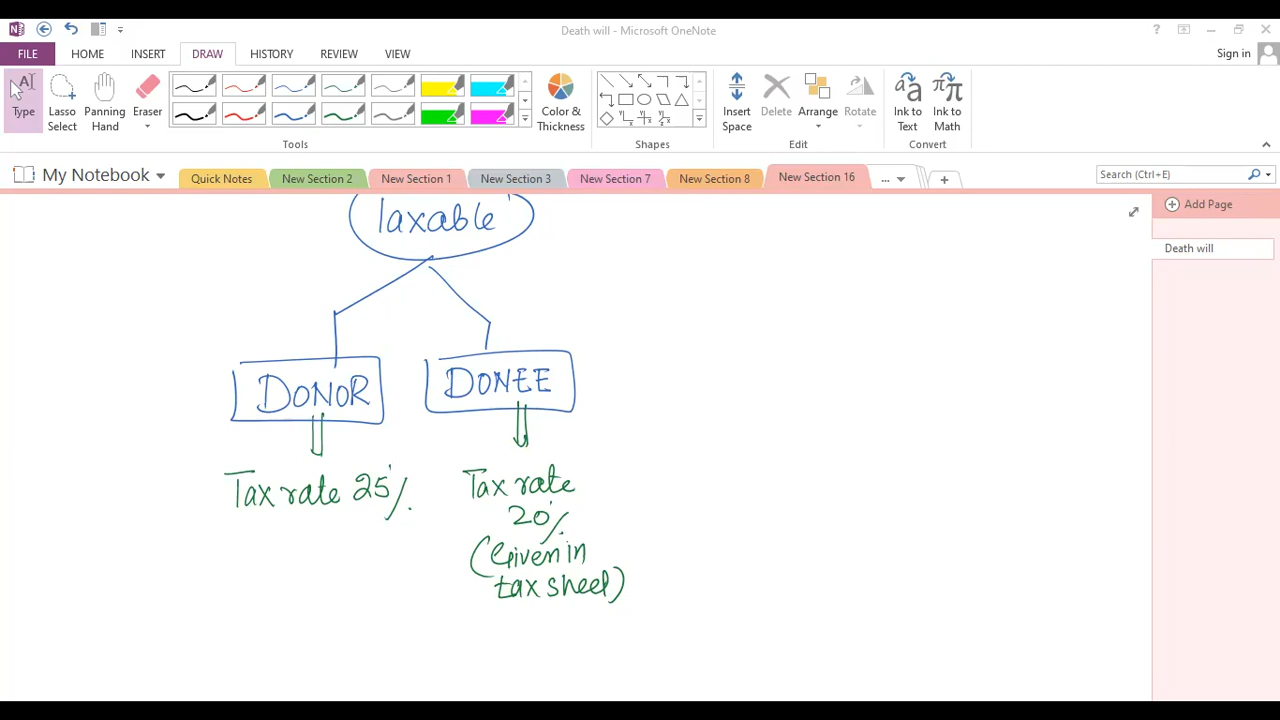 Death will - Microsoft OneNote
?
Sign in
FILE
HOME
INSERT
DRAW
HISTORY
REVIEW
VIEW
Type
Lasso
Select
Panning
Hand
Eraser
Color &
Thickness
Insert
Space
Delete
Arrange
Rotate
Ink to
Text
Ink to
Math
Tools
Shapes
Edit
Convert
My Notebook
Quick Notes
New Section 2
New Section 1
New Section 3
New Section 7
New Section 8
New Section 16
...
Search (Ctrl+E)
Add Page
Death will
Taxable
DONOR
DONEE
Tax rate 25%.
Tax rate
20%
(Given in
tax sheet)